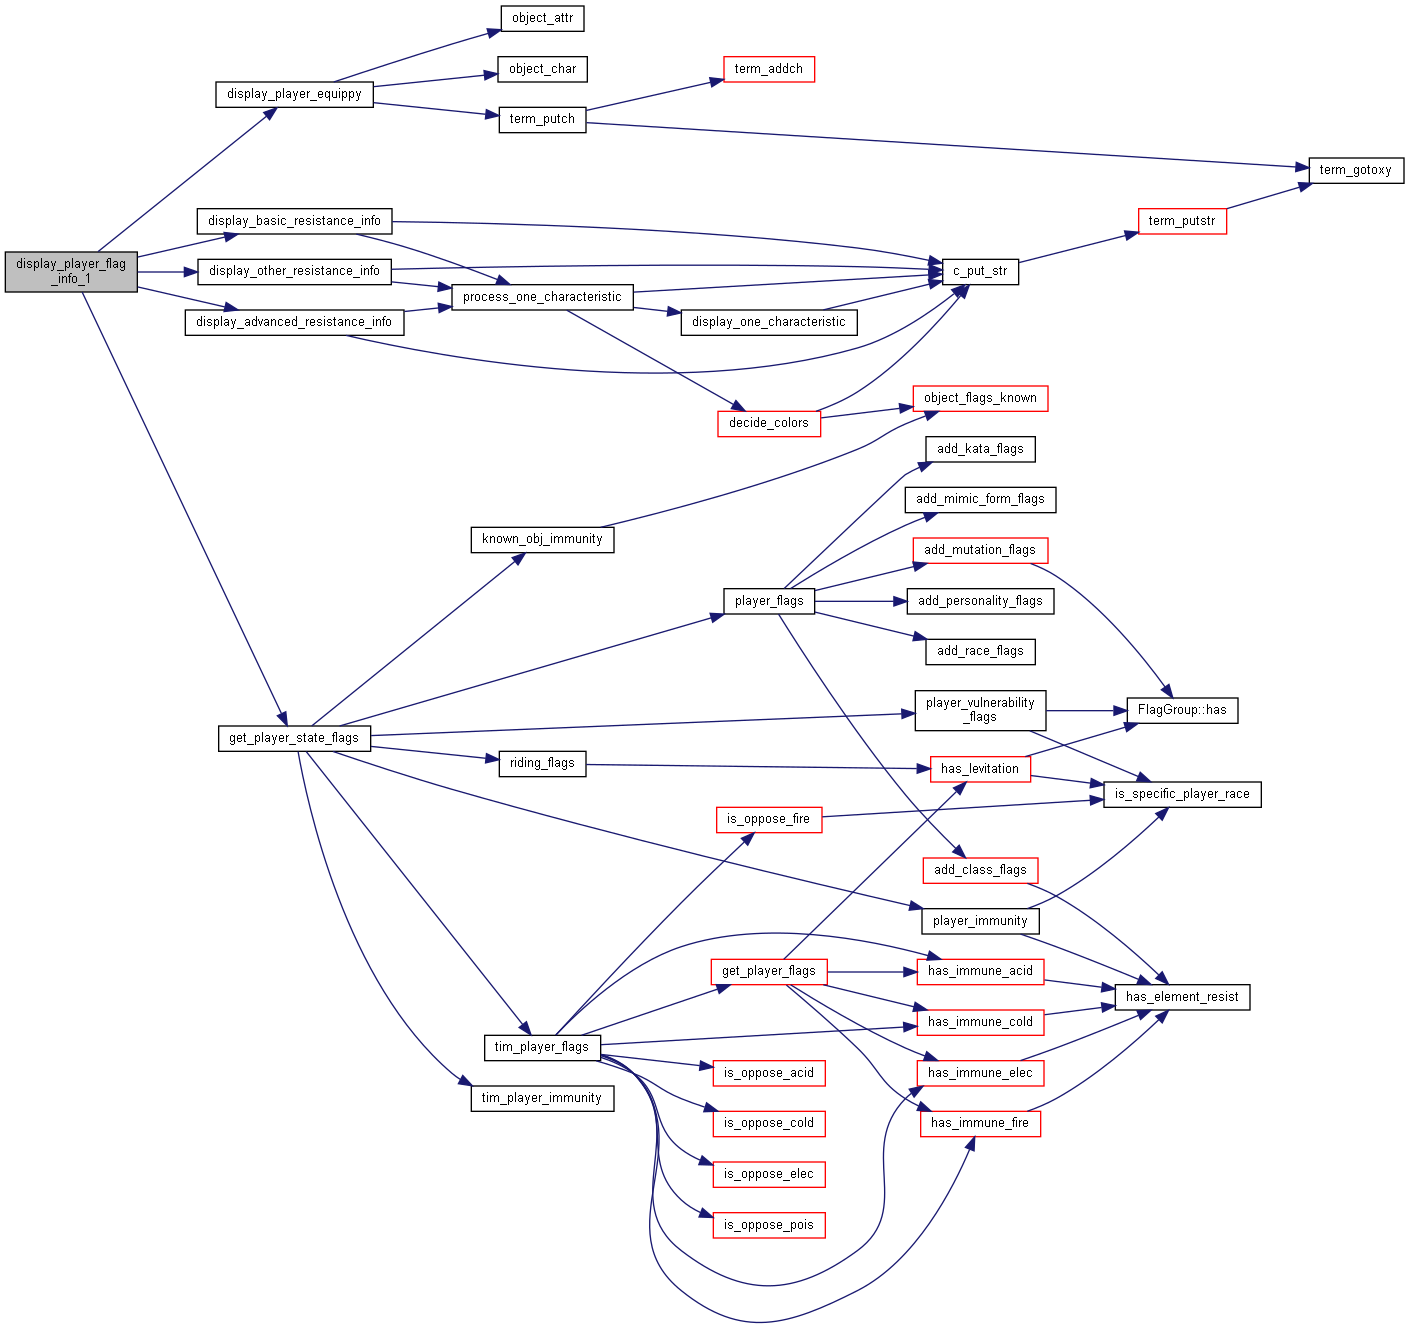 object_attr
object_char
term_addch
display_player_equippy
term_putch
term_gotoxy
display_basic_resistance_info
term_putstr
display_player_flag
_info_1
display_other_resistance_info
c_put_str
process_one_characteristic
display_advanced_resistance_info
display_one_characteristic
object_flags_known
decide_colors
add_kata_flags
add_mimic_form_flags
known_obj_immunity
add_mutation_flags
player_flags
add_personality_flags
add_race_flags
player_vulnerability
_flags
FlagGroup::has
get_player_state_flags
riding_flags
has_levitation
is_specific_player_race
is_oppose_fire
add_class_flags
player_immunity
get_player_flags
has_immune_acid
has_element_resist
has_immune_cold
tim_player_flags
is_oppose_acid
has_immune_elec
tim_player_immunity
is_oppose_cold
has_immune_fire
is_oppose_elec
is_oppose_pois